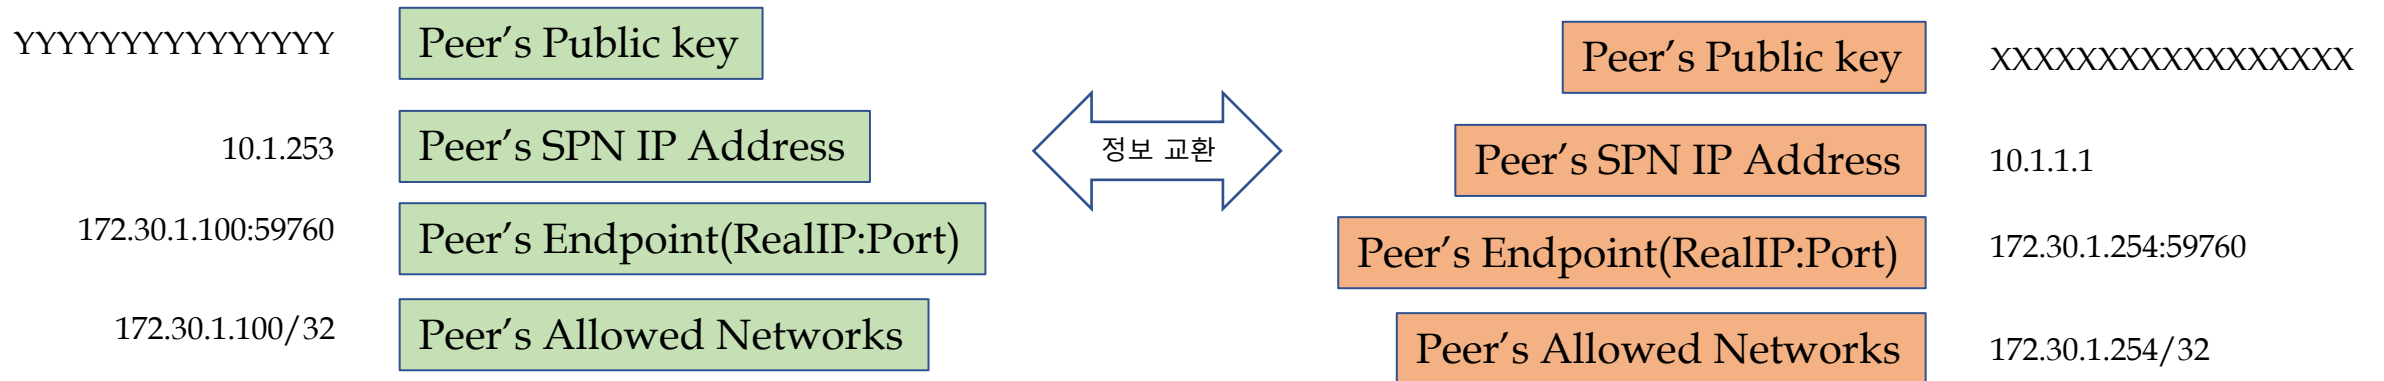 YYYYYYYYYYYYYYY
Peer's Public key
10.1.253
Peer's SPN IP Address
172.30.1.100:59760
Peer's Endpoint(RealIP:Port)
172.30.1.100/32
Peer's Allowed Networks
정보 교환
Peer's Public key
XXXXXXXXXXXXXXXXX
Peer's SPN IP Address
10.1.1.1
Peer's Endpoint(RealIP:Port)
172.30.1.254:59760
Peer's Allowed Networks
172.30.1.254/32